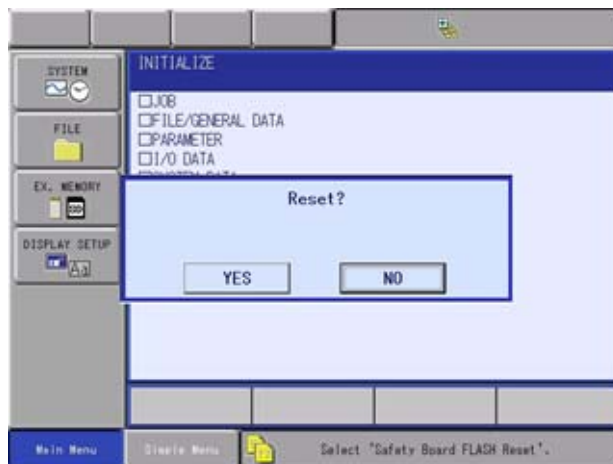 SYSTEM
FILE
EX. MEMORY
DISPLAY SETUP
INITIALIZE
□JOB
□FILE/GENERAL DATA
□PARAMETER
□I/O DATA
Reset?
YES
NO
Main Menu
Simple Menu
Select "Safety Board FLASH Reset".